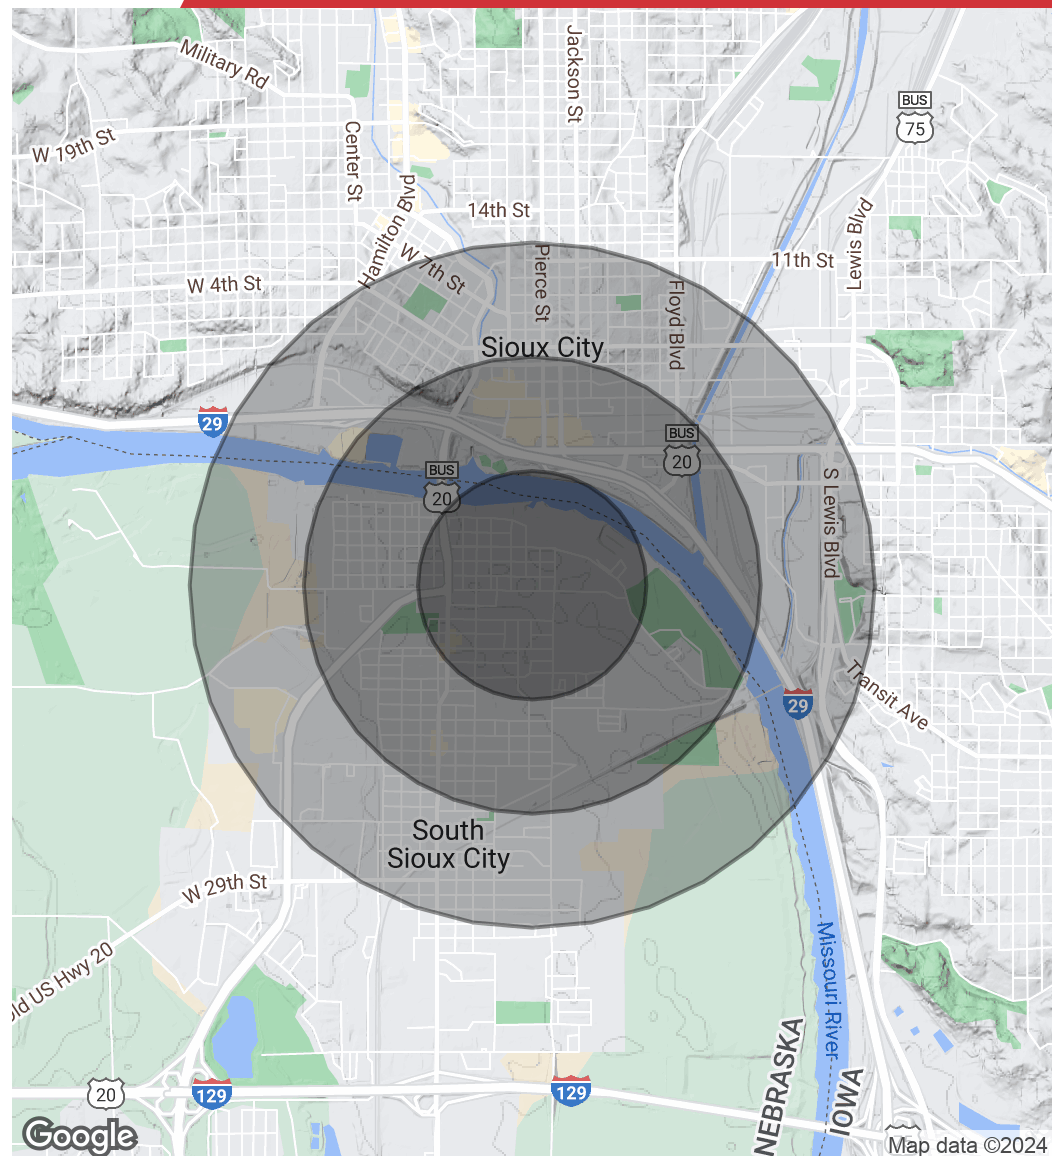 Jackson St
Military Rd
BUS
75
Center St
W 19th St
Hamilton Blvd
14th St
Lewis Blvd
W 7th St
Pierce St
11th St
W 4th St
Floyd Blvd
Sioux City
29
BUS
20
BUS
20
S Lewis Blvd
Transit Ave
29
South
Sioux City
W 29th St
Old US Hwy 20
Missouri River
NEBRASKA
IOWA
20
129
129
Google
Map data ©2024